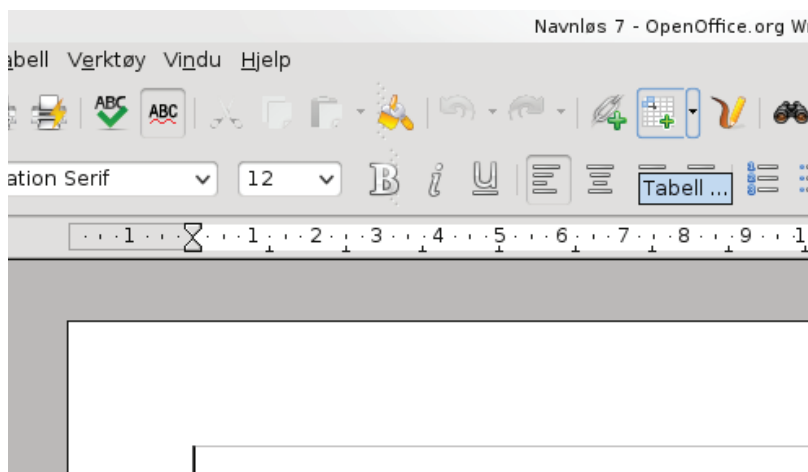 Navnløs 7 - OpenOffice.org W
abell Verktøy Vindu Hjelp
ABC ABC
ation Serif 12 B i U Tabell ...
1 1 2 3 4 5 6 7 8 9 1